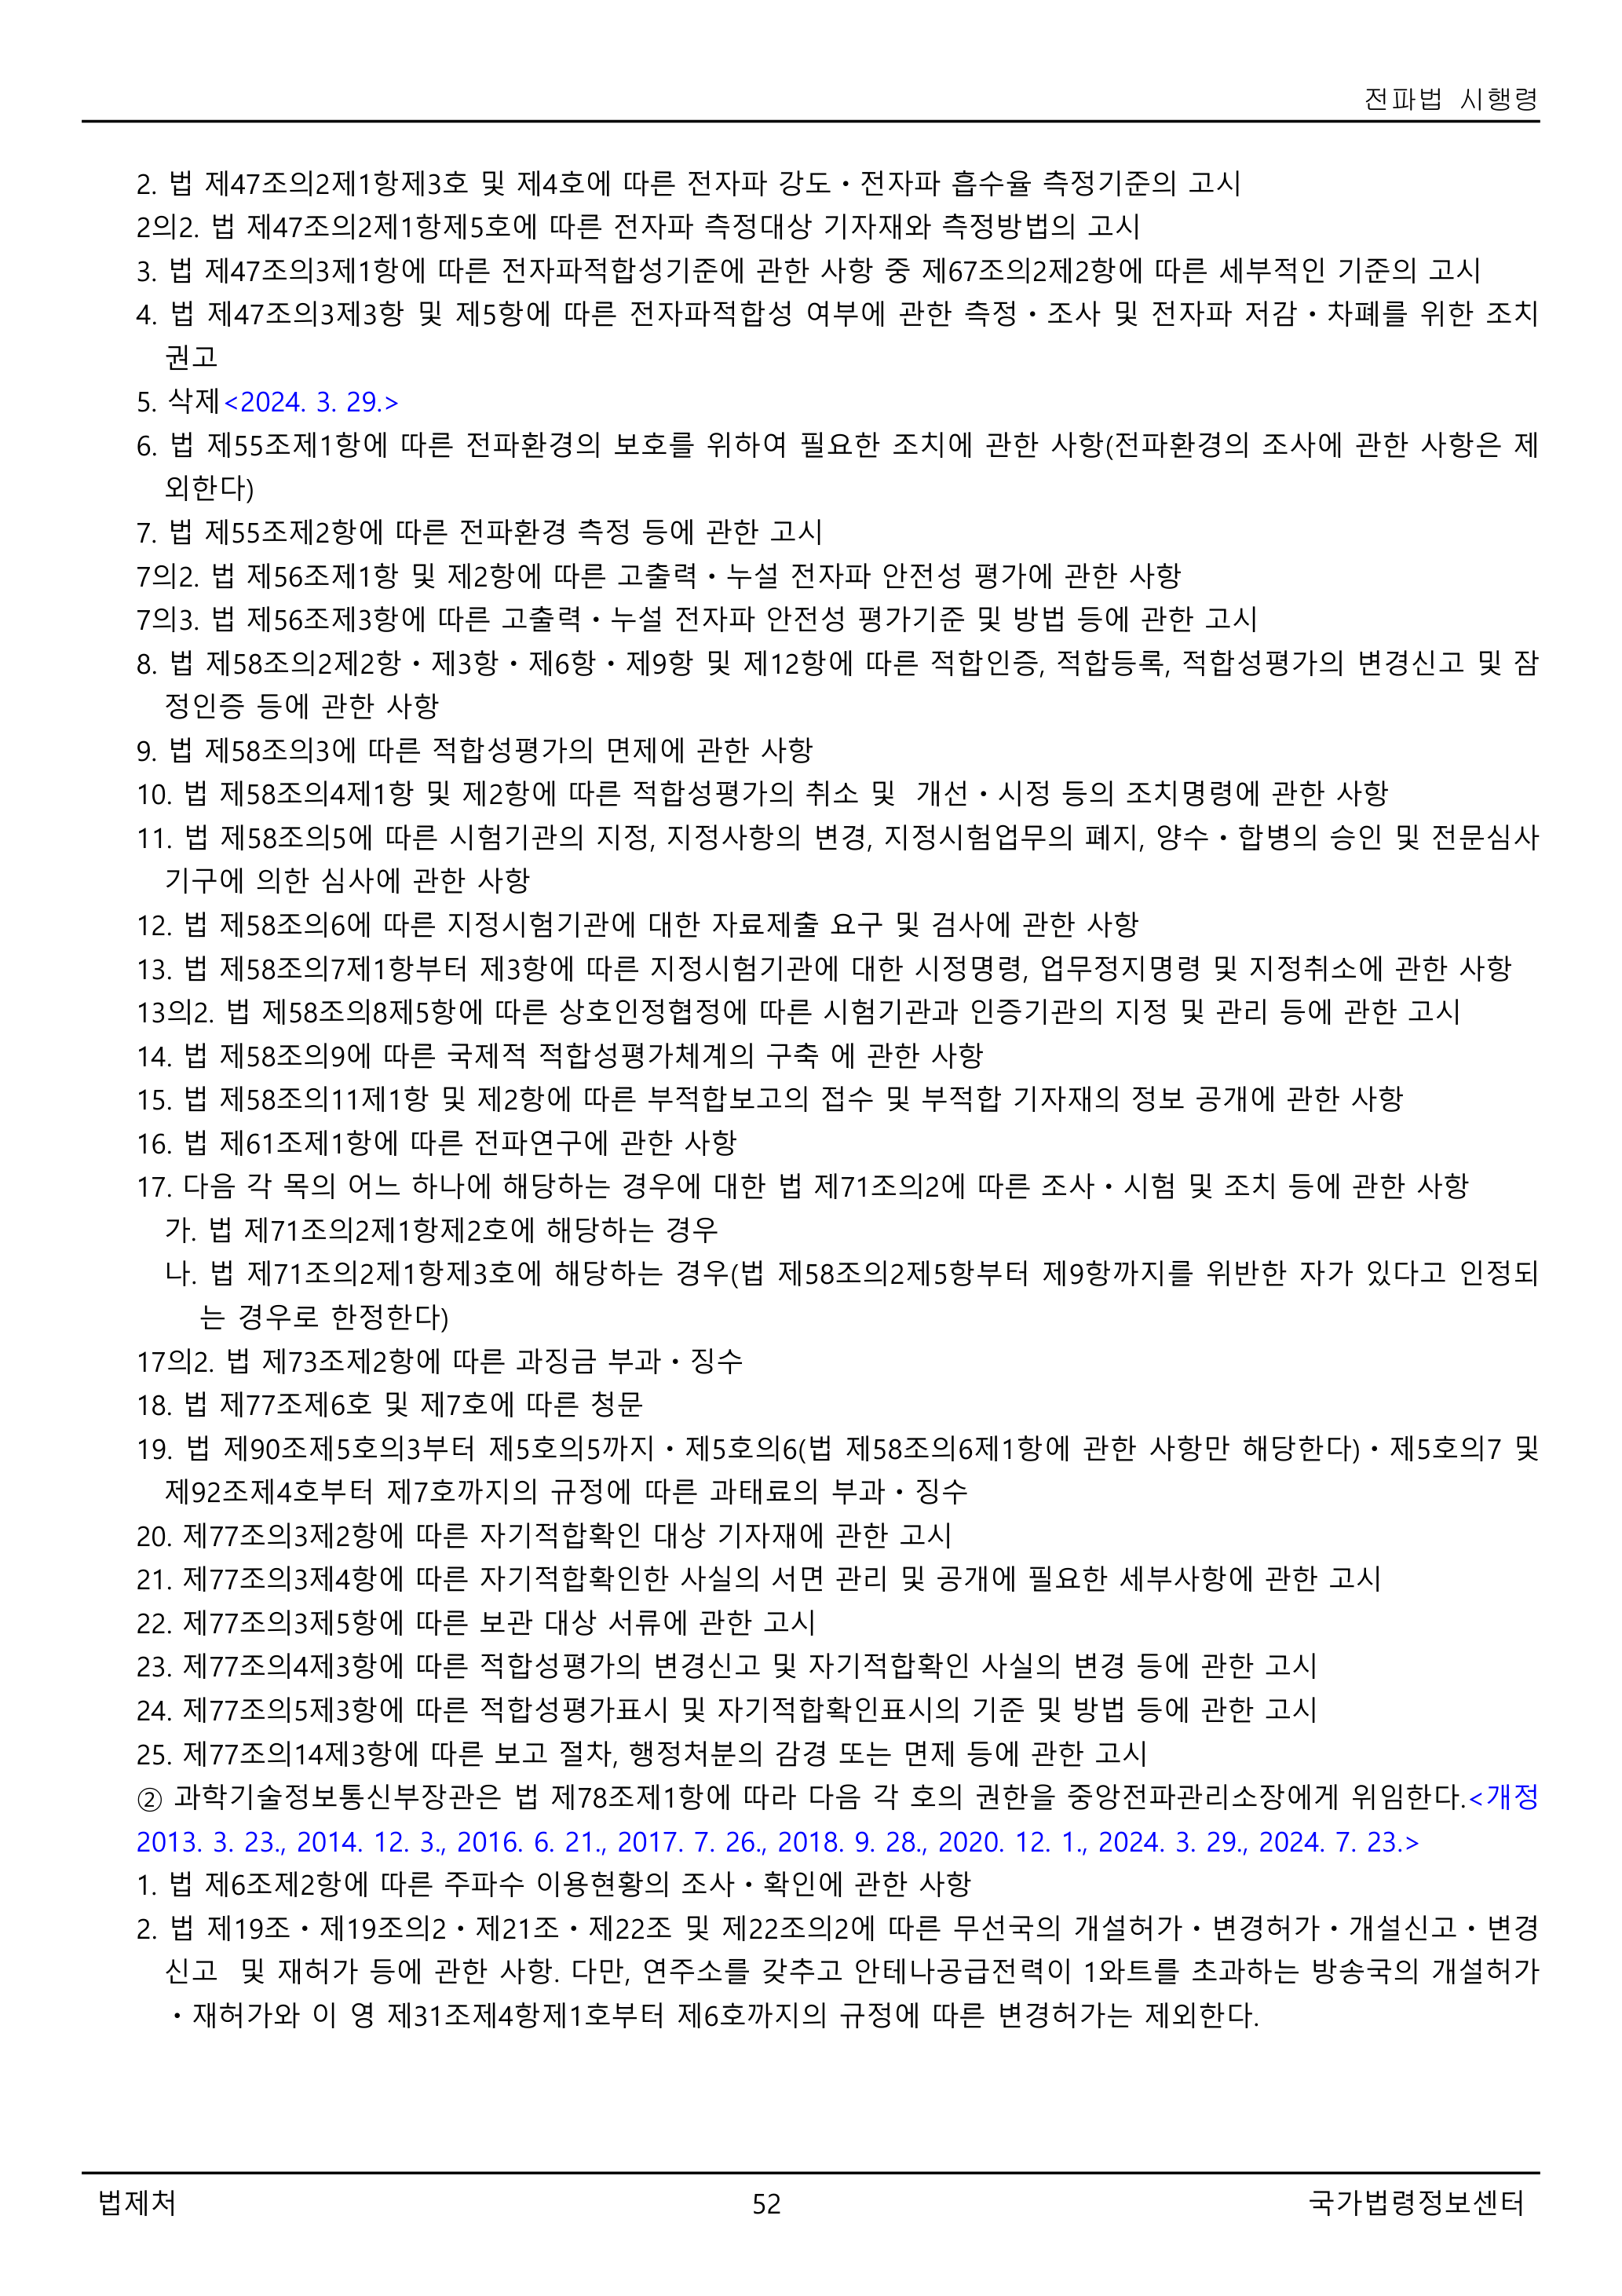 전파법 시행령
2. 법 제47조의2제1항제3호 및 제4호에 따른 전자파 강도ㆍ전자파 흡수율 측정기준의 고시
2의2. 법 제47조의2제1항제5호에 따른 전자파 측정대상 기자재와 측정방법의 고시
3. 법 제47조의3제1항에 따른 전자파적합성기준에 관한 사항 중 제67조의2제2항에 따른 세부적인 기준의 고시
4. 법 제47조의3제3항 및 제5항에 따른 전자파적합성 여부에 관한 측정ㆍ조사 및 전자파 저감ㆍ차폐를 위한 조치
권고
5. 삭제<2024. 3. 29.>
6. 법 제55조제1항에 따른 전파환경의 보호를 위하여 필요한 조치에 관한 사항(전파환경의 조사에 관한 사항은 제
외한다)
7. 법 제55조제2항에 따른 전파환경 측정 등에 관한 고시
7의2. 법 제56조제1항 및 제2항에 따른 고출력ㆍ누설 전자파 안전성 평가에 관한 사항
7의3. 법 제56조제3항에 따른 고출력ㆍ누설 전자파 안전성 평가기준 및 방법 등에 관한 고시
8. 법 제58조의2제2항ㆍ제3항ㆍ제6항ㆍ제9항 및 제12항에 따른 적합인증, 적합등록, 적합성평가의 변경신고 및 잠
정인증 등에 관한 사항
9. 법 제58조의3에 따른 적합성평가의 면제에 관한 사항
10. 법 제58조의4제1항 및 제2항에 따른 적합성평가의 취소 및  개선ㆍ시정 등의 조치명령에 관한 사항
11. 법 제58조의5에 따른 시험기관의 지정, 지정사항의 변경, 지정시험업무의 폐지, 양수ㆍ합병의 승인 및 전문심사
기구에 의한 심사에 관한 사항
12. 법 제58조의6에 따른 지정시험기관에 대한 자료제출 요구 및 검사에 관한 사항
13. 법 제58조의7제1항부터 제3항에 따른 지정시험기관에 대한 시정명령, 업무정지명령 및 지정취소에 관한 사항
13의2. 법 제58조의8제5항에 따른 상호인정협정에 따른 시험기관과 인증기관의 지정 및 관리 등에 관한 고시
14. 법 제58조의9에 따른 국제적 적합성평가체계의 구축 에 관한 사항
15. 법 제58조의11제1항 및 제2항에 따른 부적합보고의 접수 및 부적합 기자재의 정보 공개에 관한 사항
16. 법 제61조제1항에 따른 전파연구에 관한 사항
17. 다음 각 목의 어느 하나에 해당하는 경우에 대한 법 제71조의2에 따른 조사ㆍ시험 및 조치 등에 관한 사항
가. 법 제71조의2제1항제2호에 해당하는 경우
나. 법 제71조의2제1항제3호에 해당하는 경우(법 제58조의2제5항부터 제9항까지를 위반한 자가 있다고 인정되
는 경우로 한정한다)
17의2. 법 제73조제2항에 따른 과징금 부과ㆍ징수
18. 법 제77조제6호 및 제7호에 따른 청문
19. 법 제90조제5호의3부터 제5호의5까지ㆍ제5호의6(법 제58조의6제1항에 관한 사항만 해당한다)ㆍ제5호의7 및
제92조제4호부터 제7호까지의 규정에 따른 과태료의 부과ㆍ징수
20. 제77조의3제2항에 따른 자기적합확인 대상 기자재에 관한 고시
21. 제77조의3제4항에 따른 자기적합확인한 사실의 서면 관리 및 공개에 필요한 세부사항에 관한 고시
22. 제77조의3제5항에 따른 보관 대상 서류에 관한 고시
23. 제77조의4제3항에 따른 적합성평가의 변경신고 및 자기적합확인 사실의 변경 등에 관한 고시
24. 제77조의5제3항에 따른 적합성평가표시 및 자기적합확인표시의 기준 및 방법 등에 관한 고시
25. 제77조의14제3항에 따른 보고 절차, 행정처분의 감경 또는 면제 등에 관한 고시
② 과학기술정보통신부장관은 법 제78조제1항에 따라 다음 각 호의 권한을 중앙전파관리소장에게 위임한다.<개정
2013. 3. 23., 2014. 12. 3., 2016. 6. 21., 2017. 7. 26., 2018. 9. 28., 2020. 12. 1., 2024. 3. 29., 2024. 7. 23.>
1. 법 제6조제2항에 따른 주파수 이용현황의 조사ㆍ확인에 관한 사항
2. 법 제19조ㆍ제19조의2ㆍ제21조ㆍ제22조 및 제22조의2에 따른 무선국의 개설허가ㆍ변경허가ㆍ개설신고ㆍ변경
신고  및 재허가 등에 관한 사항. 다만, 연주소를 갖추고 안테나공급전력이 1와트를 초과하는 방송국의 개설허가
ㆍ재허가와 이 영 제31조제4항제1호부터 제6호까지의 규정에 따른 변경허가는 제외한다.
법제처
52
국가법령정보센터